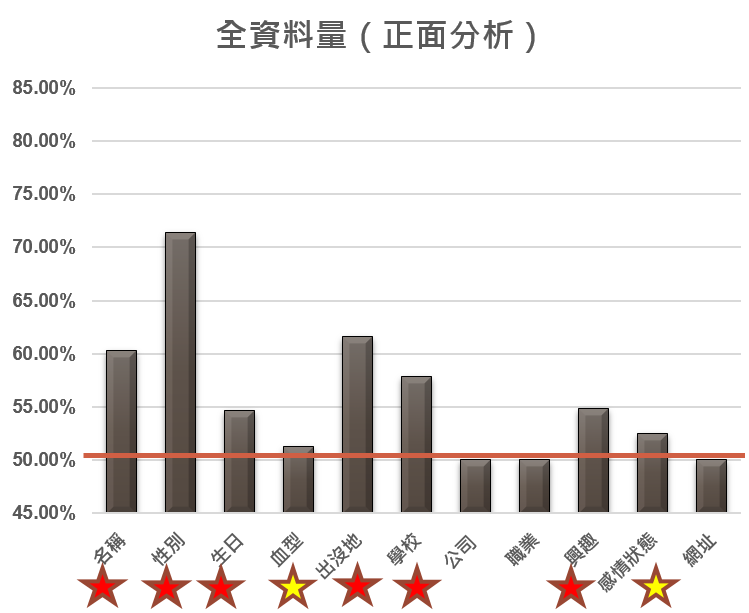 全資料量（正面分析）
85.00%
80.00%
75.00%
70.00%
65.00%
60.00%
55.00%
50.00%
45.00%
名稱
性別
生日
血型
出沒地
學校
公司
職業
興趣
感情狀態
網址